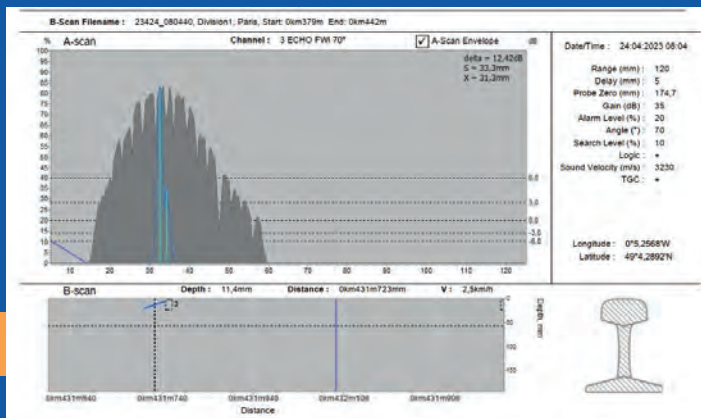 B-Scan Filename : 23424_080440, Division1, Paris, Start: 0km379m End: 0km442m
% A-scan Channel : 3 ECHO FWI 70° ✓ A-Scan Envelope dB
delta = 12,42dB
S = 33,3mm
X = 31,3mm
100
95
90
85
80
75
70
65
60
55
50
45
40
35
30
25
20
15
10
5
0
6,0
3,0
0,0
-3,0
-6,0
10 20 30 40 50 60 70 80 90 100 110 120
Date/Time : 24:04:2023 08:04
Range (mm) : 120
Delay (mm) : 5
Probe Zero (mm) : 174,7
Gain (dB) : 35
Alarm Level (%) : 20
Angle (°) : 70
Search Level (%) : 10
Logic : +
Sound Velocity (m/s) : 3230
TGC : +
Longitude : 0°5,2568'W
Latitude : 49°4,2892'N
B-scan Depth : 11,4mm Distance : 0km431m723mm V : 2,5km/h
3
0
50
100
150
Depth, mm
0km431m640 0km431m740 0km431m840 0km432m508 0km431m908
Distance